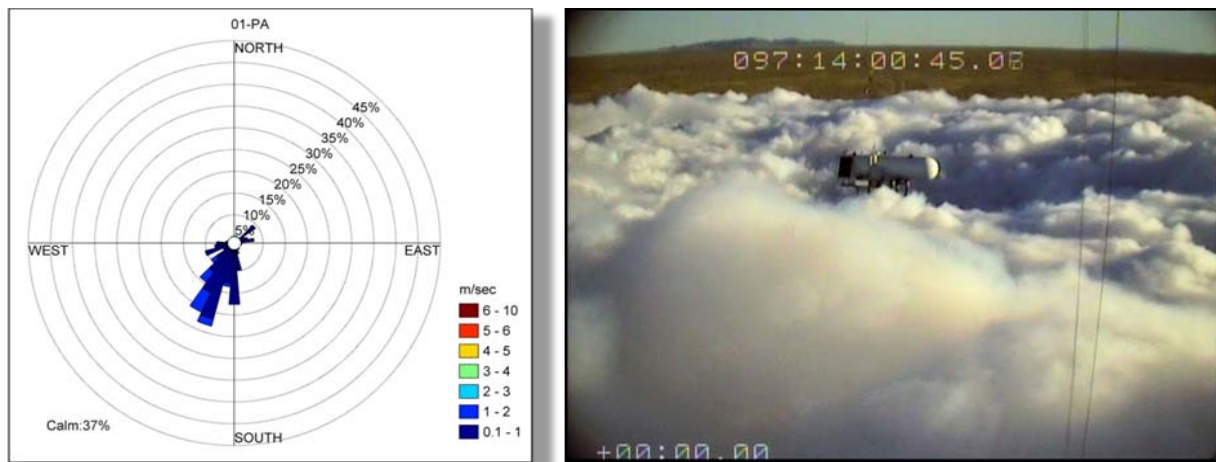 01-PA
NORTH
45%
40%
35%
30%
25%
20%
15%
10%
5%
WEST
EAST
m/sec
6 - 10
5 - 6
4 - 5
3 - 4
2 - 3
1 - 2
0.1 - 1
Calm:37%
SOUTH
097:14:00:45.08
+00:00.00